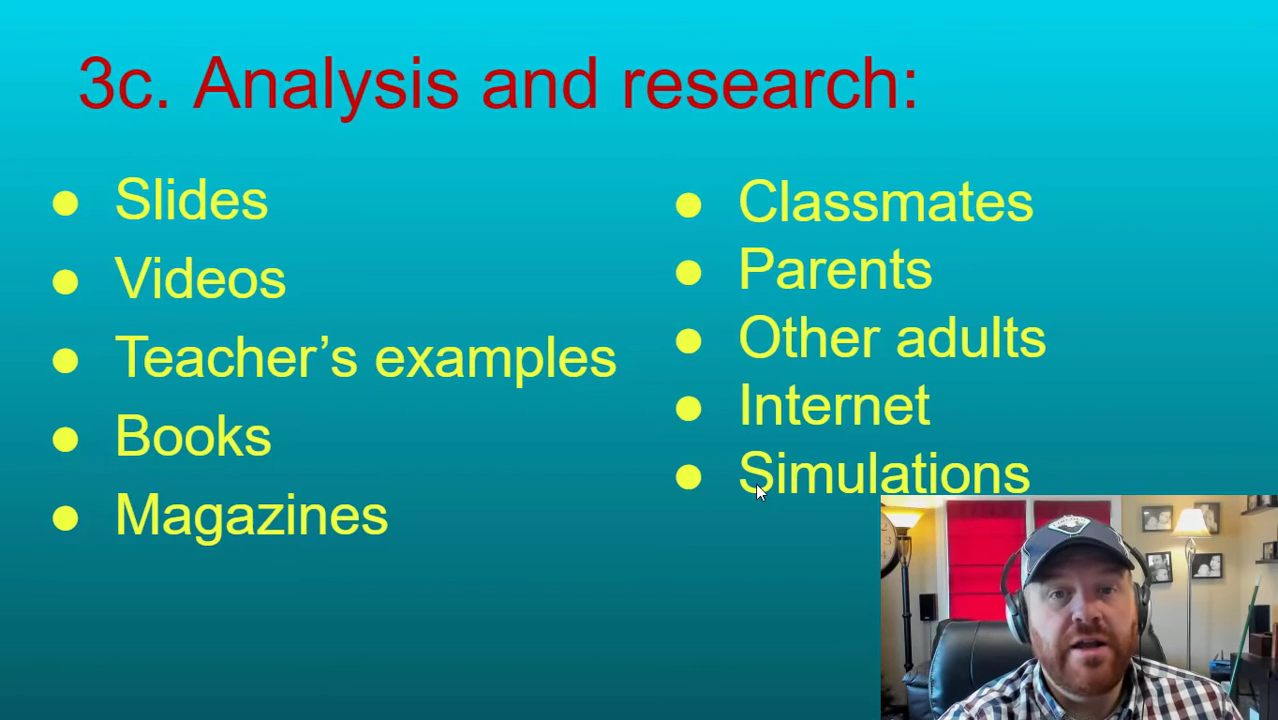 3c. Analysis and research:
● Slides
● Videos
● Teacher’s examples
● Books
● Magazines
● Classmates
● Parents
● Other adults
● Internet
● Simulations